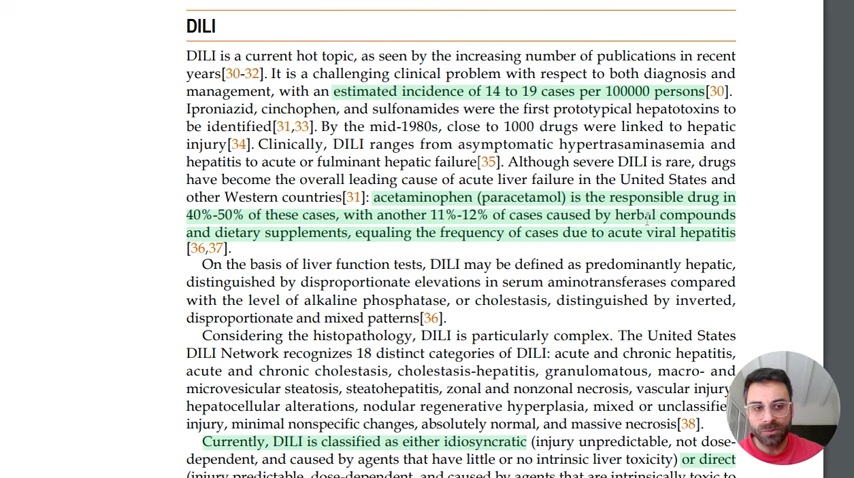 DILI
DILI is a current hot topic, as seen by the increasing number of publications in recent
years[30-32]. It is a challenging clinical problem with respect to both diagnosis and
management, with an estimated incidence of 14 to 19 cases per 100000 persons[30].
Iproniazid, cinchophen, and sulfonamides were the first prototypical hepatotoxins to
be identified[31,33]. By the mid-1980s, close to 1000 drugs were linked to hepatic
injury[34]. Clinically, DILI ranges from asymptomatic hypertrasaminasemia and
hepatitis to acute or fulminant hepatic failure[35]. Although severe DILI is rare, drugs
have become the overall leading cause of acute liver failure in the United States and
other Western countries[31]: acetaminophen (paracetamol) is the responsible drug in
40%-50% of these cases, with another 11%-12% of cases caused by herbal compounds
and dietary supplements, equaling the frequency of cases due to acute viral hepatitis
[36,37].
On the basis of liver function tests, DILI may be defined as predominantly hepatic,
distinguished by disproportionate elevations in serum aminotransferases compared
with the level of alkaline phosphatase, or cholestasis, distinguished by inverted,
disproportionate and mixed patterns[36].
Considering the histopathology, DILI is particularly complex. The United States
DILI Network recognizes 18 distinct categories of DILI: acute and chronic hepatitis,
acute and chronic cholestasis, cholestasis-hepatitis, granulomatous, macro- and
microvesicular steatosis, steatohepatitis, zonal and nonzonal necrosis, vascular injury,
hepatocellular alterations, nodular regenerative hyperplasia, mixed or unclassifie
injury, minimal nonspecific changes, absolutely normal, and massive necrosis[38].
Currently, DILI is classified as either idiosyncratic (injury unpredictable, not dose-
dependent, and caused by agents that have little or no intrinsic liver toxicity) or direct
(injury predictable, dose-dependent, and caused by agents that are intrinsically toxic to